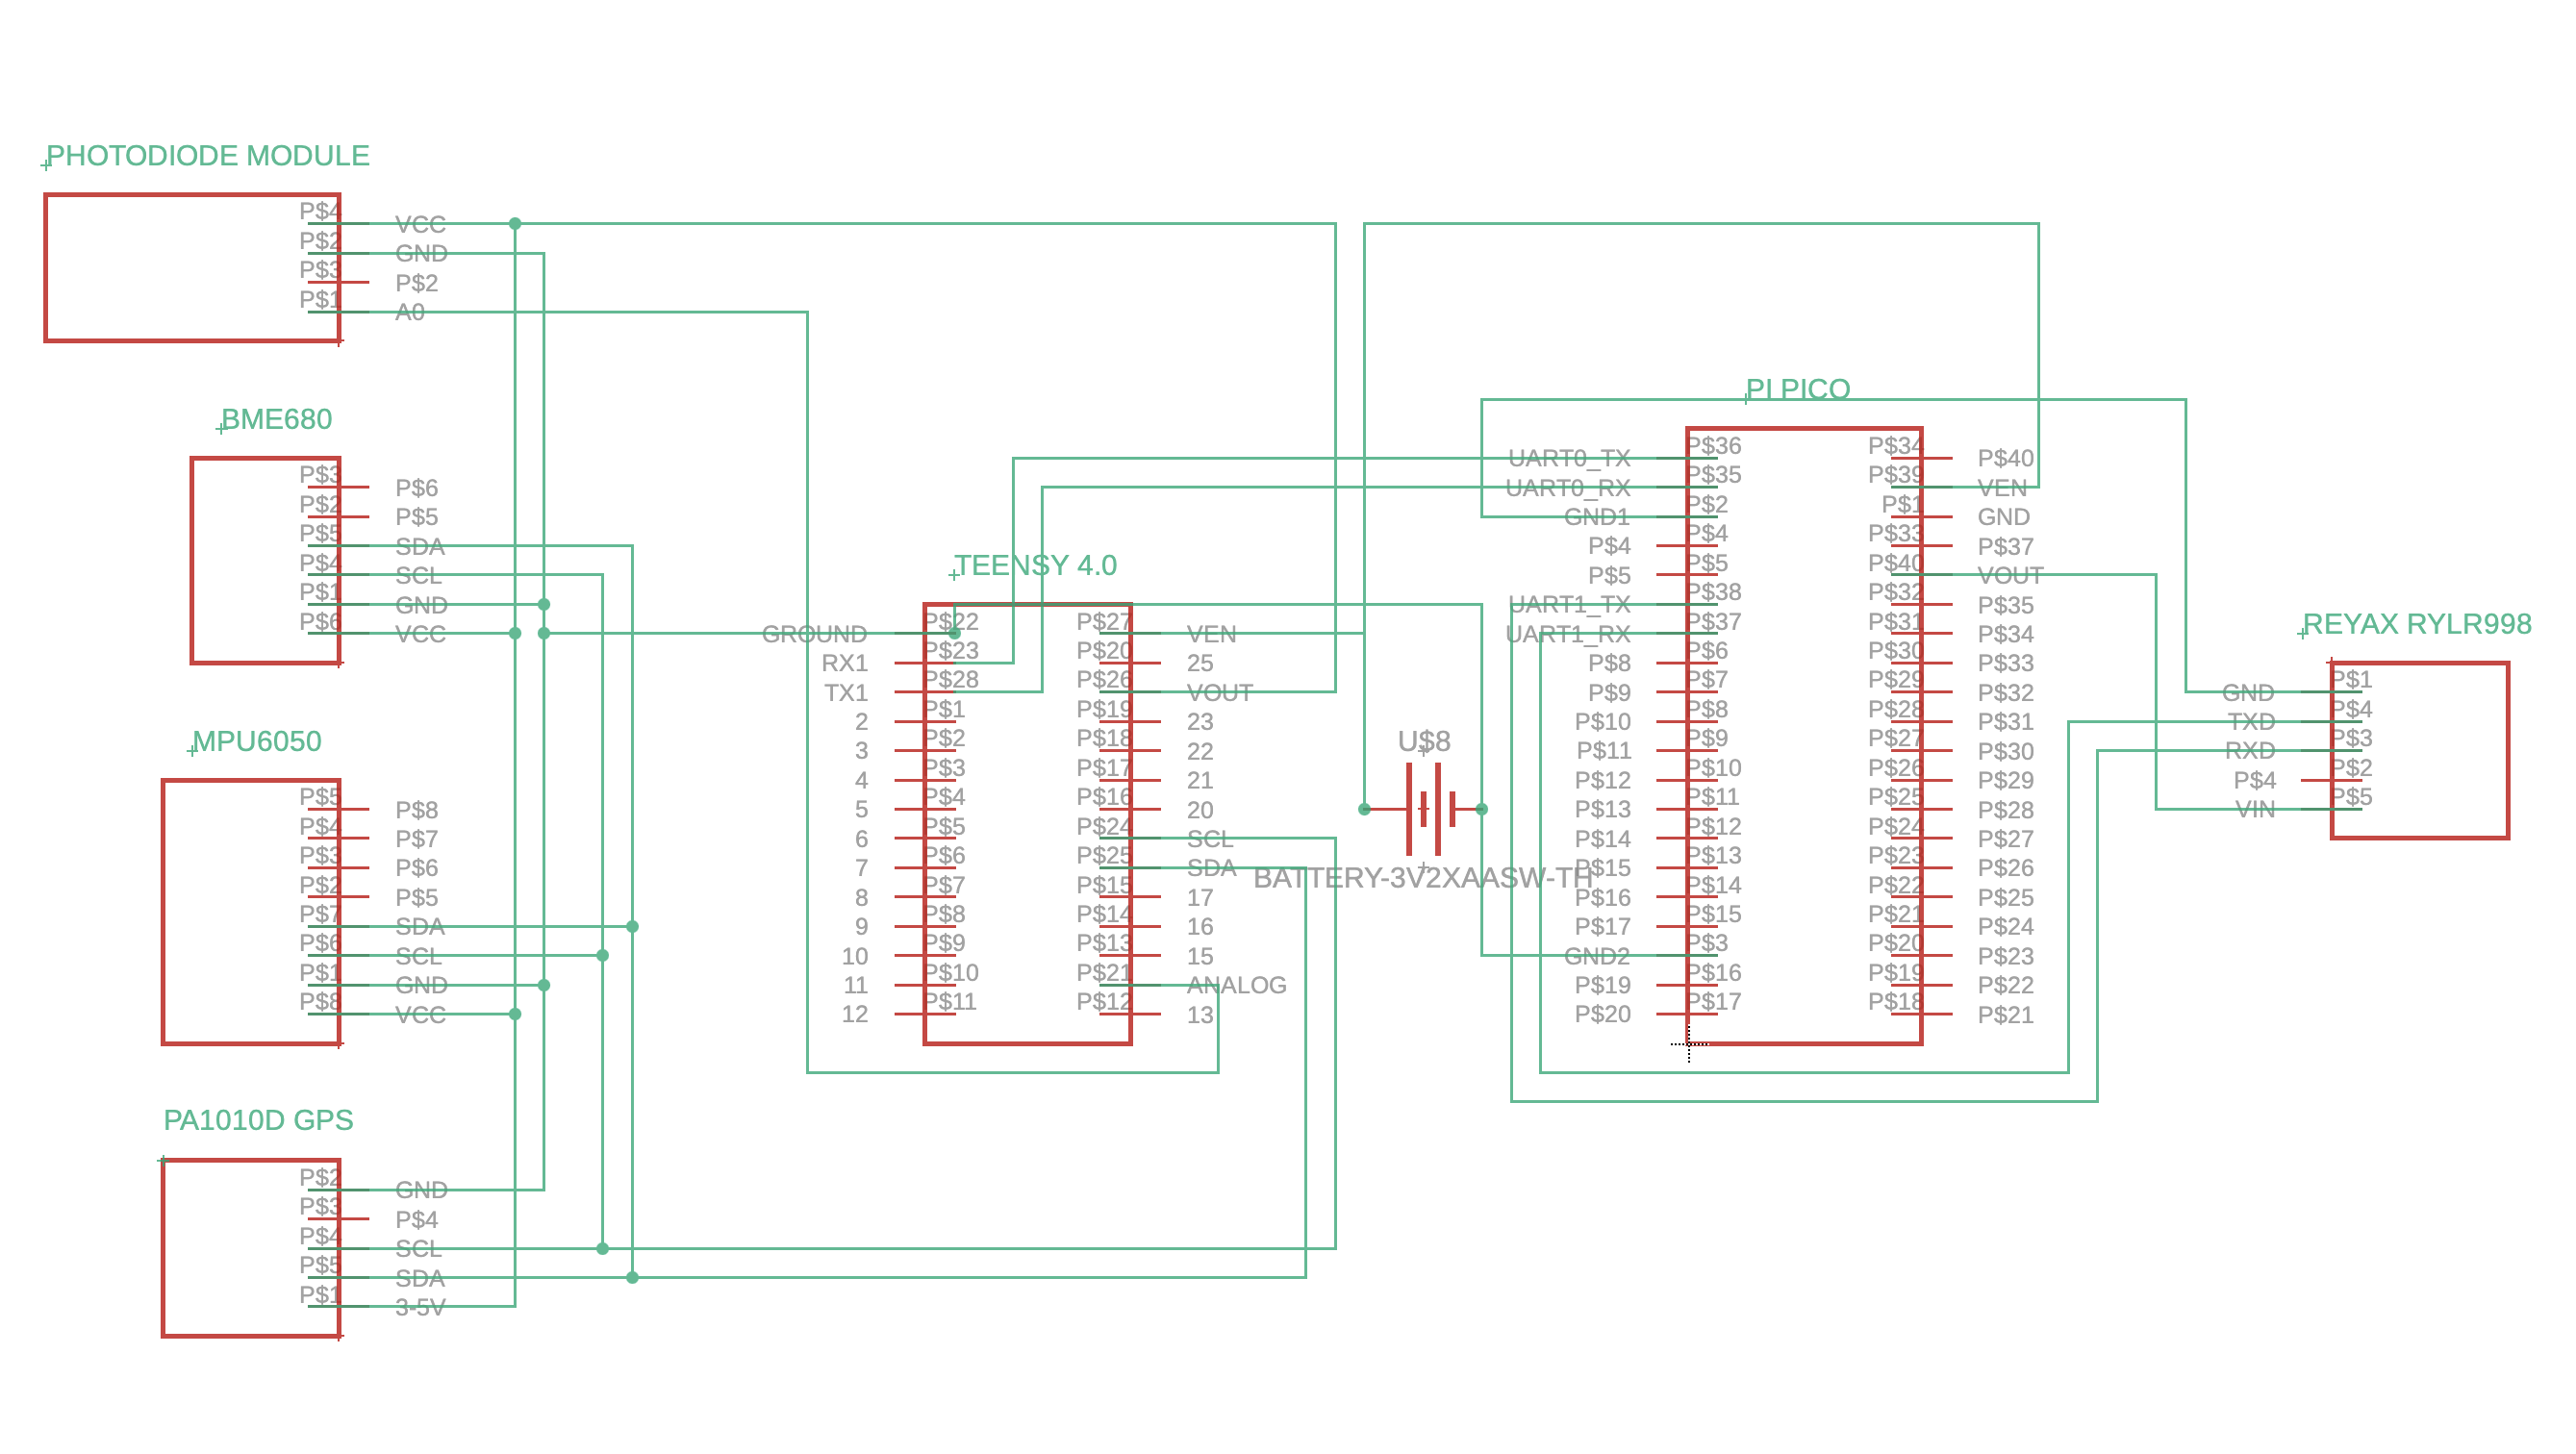 PHOTODIODE MODULE
P$4 VCC
P$2 GND
P$3 P$2
P$1 A0
BME680
P$3 P$6
P$2 P$5
P$5 SDA
P$4 SCL
P$1 GND
P$6 VCC
MPU6050
P$5 P$8
P$4 P$7
P$3 P$6
P$2 P$5
P$7 SDA
P$6 SCL
P$1 GND
P$8 VCC
PA1010D GPS
P$2 GND
P$3 P$4
P$4 SCL
P$5 SDA
P$1 3-5V
TEENSY 4.0
GROUND P$22 P$27 VEN
RX1 P$23 P$20 25
TX1 P$28 P$26 VOUT
2 P$1 P$19 23
3 P$2 P$18 22
4 P$3 P$17 21
5 P$4 P$16 20
6 P$5 P$24 SCL
7 P$6 P$25 SDA
8 P$7 P$15 17
9 P$8 P$14 16
10 P$9 P$13 15
11 P$10 P$21 ANALOG
12 P$11 P$12 13
U$8
BATTERY-3V2XAASW-TH
PI PICO
UART0_TX P$36 P$34 P$40
UART0_RX P$35 P$39 VEN
GND1 P$2 P$1 GND
P$4 P$4 P$33 P$37
P$5 P$5 P$40 VOUT
UART1_TX P$38 P$32 P$35
UART1_RX P$37 P$31 P$34
P$8 P$6 P$30 P$33
P$9 P$7 P$29 P$32
P$10 P$8 P$28 P$31
P$11 P$9 P$27 P$30
P$12 P$10 P$26 P$29
P$13 P$11 P$25 P$28
P$14 P$12 P$24 P$27
P$15 P$13 P$23 P$26
P$16 P$14 P$22 P$25
P$17 P$15 P$21 P$24
GND2 P$3 P$20 P$23
P$19 P$16 P$19 P$22
P$20 P$17 P$18 P$21
REYAX RYLR998
GND P$1
TXD P$4
RXD P$3
P$4 P$2
VIN P$5